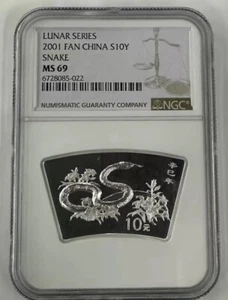 LUNAR SERIES
2001 FAN CHINA S10Y
SNAKE
MS 69
6728085-022
NUMISMATIC GUARANTY COMPANY
NGC
辛巳年
10元